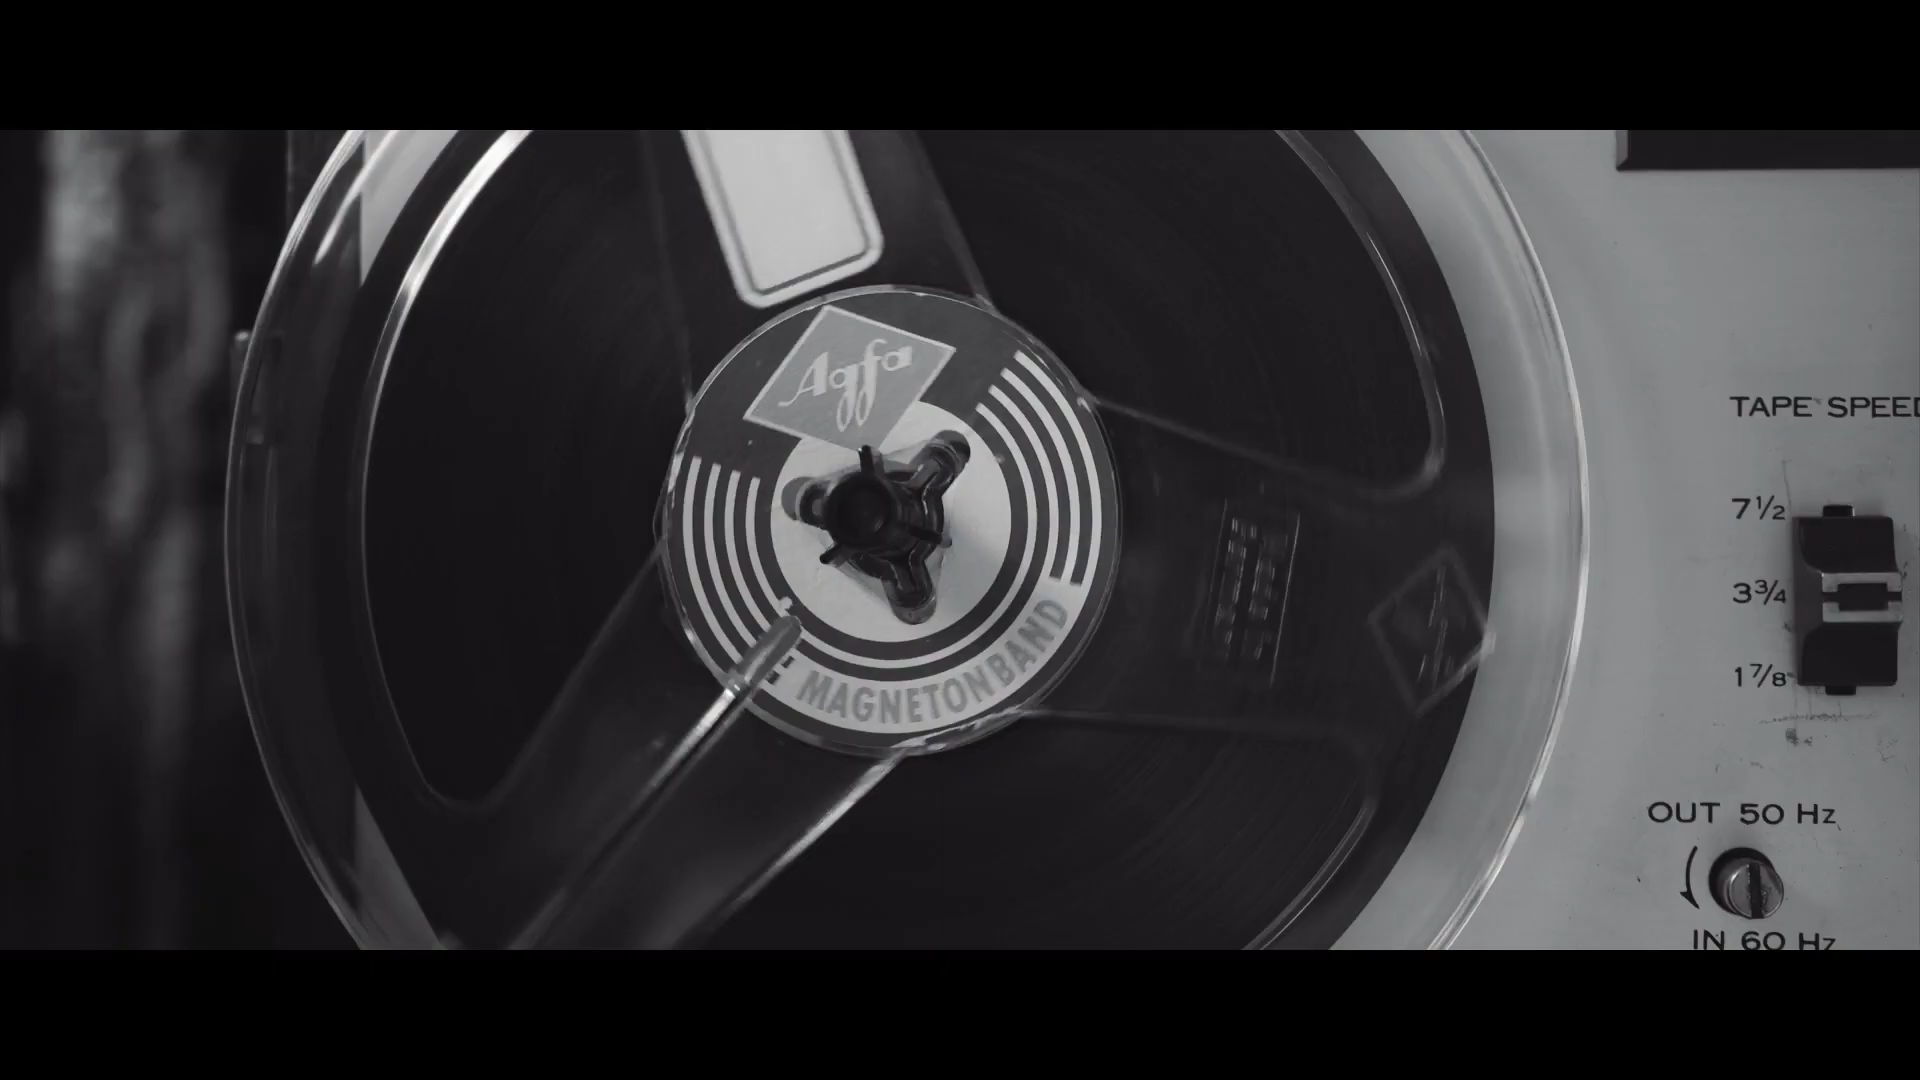 Agfa
MAGNETONBAND
TAPE SPEED
7½
3¾
1⅞
OUT 50 Hz
IN 60 Hz